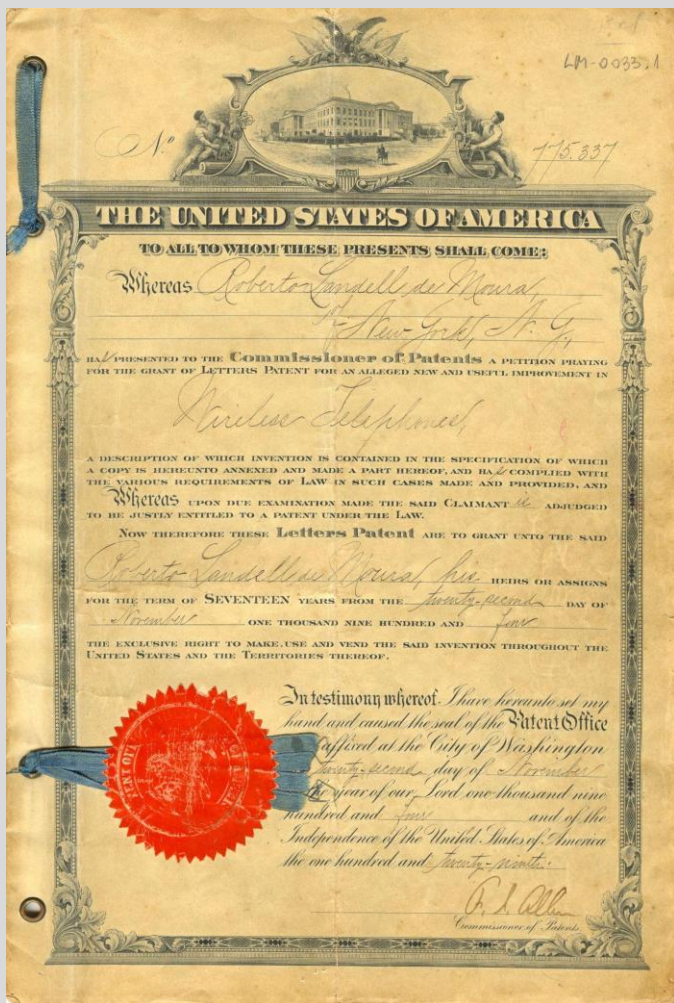 LM-0033.1
No 775.337
THE UNITED STATES OF AMERICA
TO ALL TO WHOM THESE PRESENTS SHALL COME:
Whereas Roberto Landell de Moura,
of New York, N. Y.,
HAS PRESENTED TO THE Commissioner of Patents A PETITION PRAYING
FOR THE GRANT OF LETTERS PATENT FOR AN ALLEGED NEW AND USEFUL IMPROVEMENT IN
Wireless Telephones,
A DESCRIPTION OF WHICH INVENTION IS CONTAINED IN THE SPECIFICATION OF WHICH
A COPY IS HEREUNTO ANNEXED AND MADE A PART HEREOF, AND HAS COMPLIED WITH
THE VARIOUS REQUIREMENTS OF LAW IN SUCH CASES MADE AND PROVIDED, AND
Whereas UPON DUE EXAMINATION MADE THE SAID CLAIMANT is ADJUDGED
TO BE JUSTLY ENTITLED TO A PATENT UNDER THE LAW.
NOW THEREFORE THESE Letters Patent ARE TO GRANT UNTO THE SAID
Roberto Landell de Moura, his HEIRS OR ASSIGNS
FOR THE TERM OF SEVENTEEN YEARS FROM THE twenty-second DAY OF
November ONE THOUSAND NINE HUNDRED AND four
THE EXCLUSIVE RIGHT TO MAKE, USE AND VEND THE SAID INVENTION THROUGHOUT THE
UNITED STATES AND THE TERRITORIES THEREOF.
In testimony whereof I have hereunto set my
hand and caused the seal of the Patent Office
affixed at the City of Washington
twenty-second day of November
the year of our Lord one thousand nine
hundred and four and of the
Independence of the United States of America
the one hundred and twenty-ninth.
F. I. Allen
Commissioner of Patents.